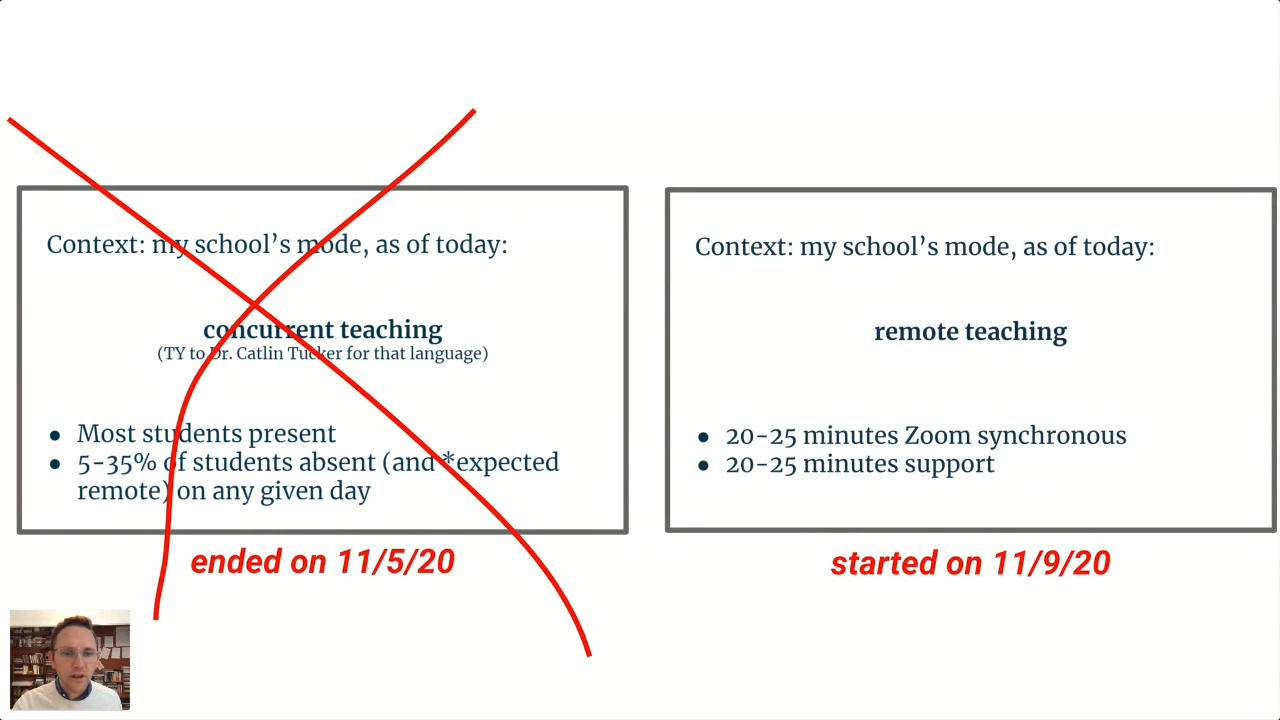 Context: my school’s mode, as of today:
concurrent teaching
(TY to Dr. Catlin Tucker for that language)
● Most students present
● 5-35% of students absent (and *expected
remote) on any given day
ended on 11/5/20
Context: my school’s mode, as of today:
remote teaching
● 20-25 minutes Zoom synchronous
● 20-25 minutes support
started on 11/9/20